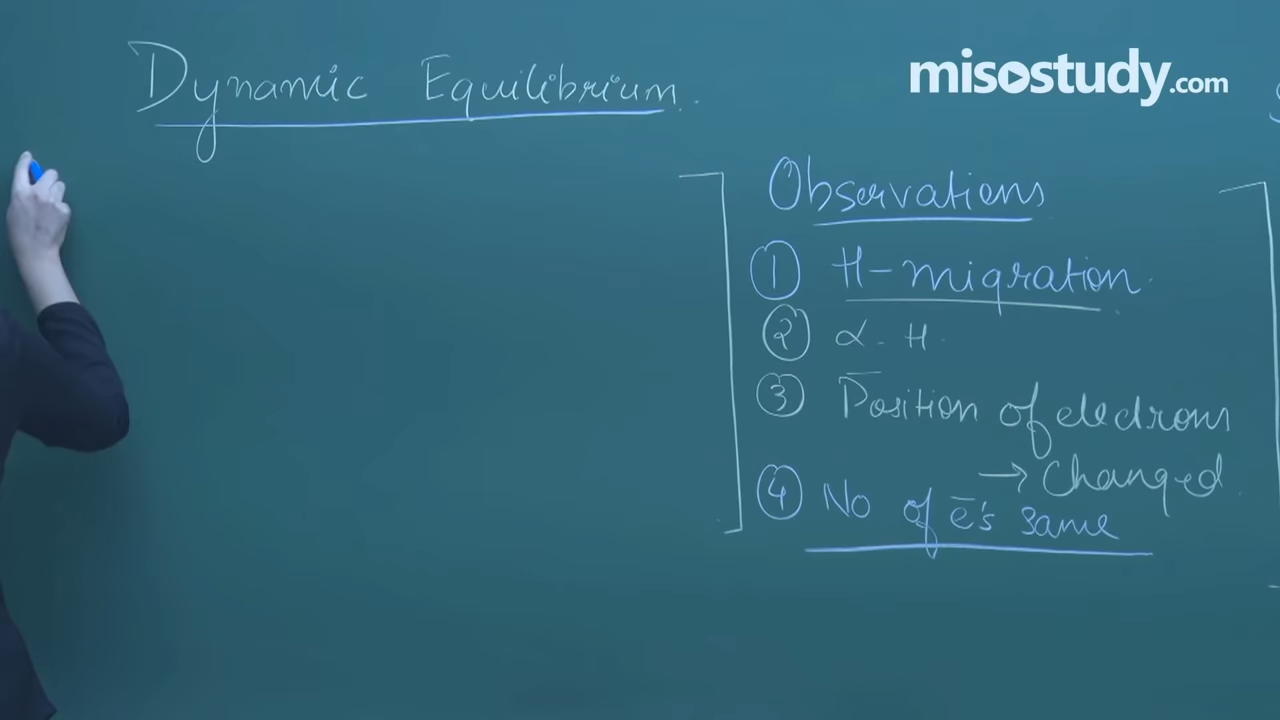 Dynamic Equilibrium.
misostudy.com
Observations
① H-migration.
② α-H.
③ Position of electrons
→ Changed.
④ No of e̅'s same